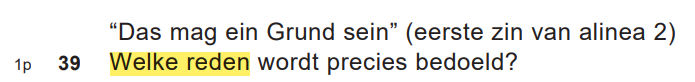 “Das mag ein Grund sein” (eerste zin van alinea 2)
1p 39 Welke reden wordt precies bedoeld?